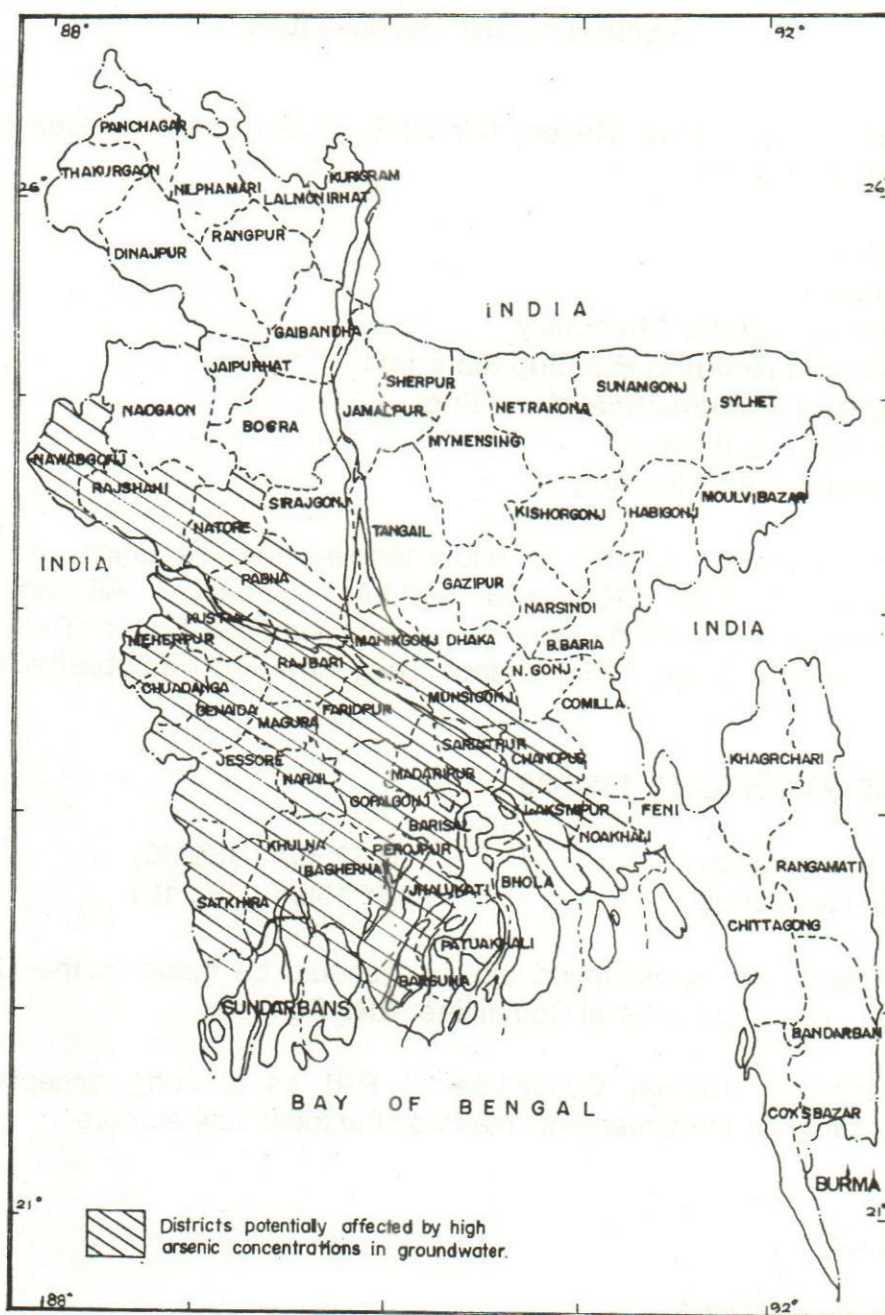 88°
92°
PANCHAGAR
THAKURGAON
KURIGRAM
26°
26°
NILPHAMARI
LALMONIRHAT
DINAJPUR
RANGPUR
INDIA
GAIBANDHA
JAIPURHAT
SHERPUR
SUNANGONJ
NAOGAON
JAMALPUR
NETRAKONA
SYLHET
BOGRA
MYMENSING
NAWABGONJ
RAJSHAHI
SIRAJGONJ
KISHORGONJ
HABIGONJ
MOULVIBAZAR
NATORE
TANGAIL
INDIA
PABNA
GAZIPUR
NARSINDI
KUSTIA
INDIA
MEHERPUR
MANIKGONJ
DHAKA
B.BARIA
RAJBARI
N.GONJ
CHUADANGA
MUNSIGONJ
COMILLA
GENAIDA
MAGURA
FARIDPUR
SARIATPUR
CHANDPUR
KHAGRCHARI
JESSORE
NARAIL
MADARIPUR
GOPALGONJ
LAKSMIPUR
FENI
BARISAL
NOAKHALI
KHULNA
PEROJPUR
BAGHERHAT
RANGAMATI
JHALUKATI
BHOLA
SATKHIRA
CHITTAGONG
PATUAKHALI
BARGUNA
SUNDARBANS
BANDARBAN
BAY OF BENGAL
COX'S BAZAR
BURMA
21°
21°
Districts potentially affected by high
arsenic concentrations in groundwater.
88°
92°